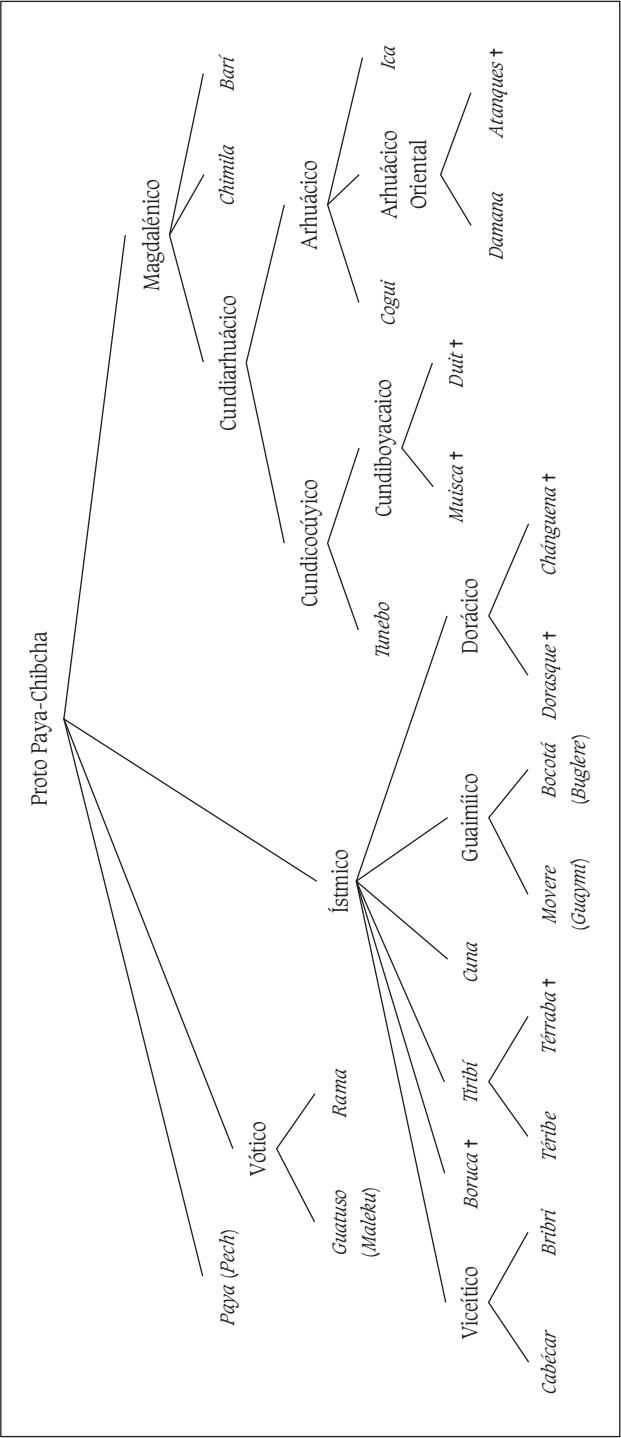 Proto Paya-Chibcha
Paya (Pech)
Vótico
Guatuso
(Maleku)
Rama
Ístmico
Viceítico
Cabécar
Bribri
Boruca †
Tiribí
Téribe
Térraba †
Cuna
Guaimíico
Movere
(Guaymi)
Bocotá
(Buglere)
Dorácico
Dorasque †
Chánguena †
Magdalénico
Cundiarhuácico
Cundicocúyico
Tunebo
Cundiboyacaico
Muisca †
Duit †
Arhuácico
Cogui
Arhuácico
Oriental
Damana
Atanques †
Ica
Chimila
Barí